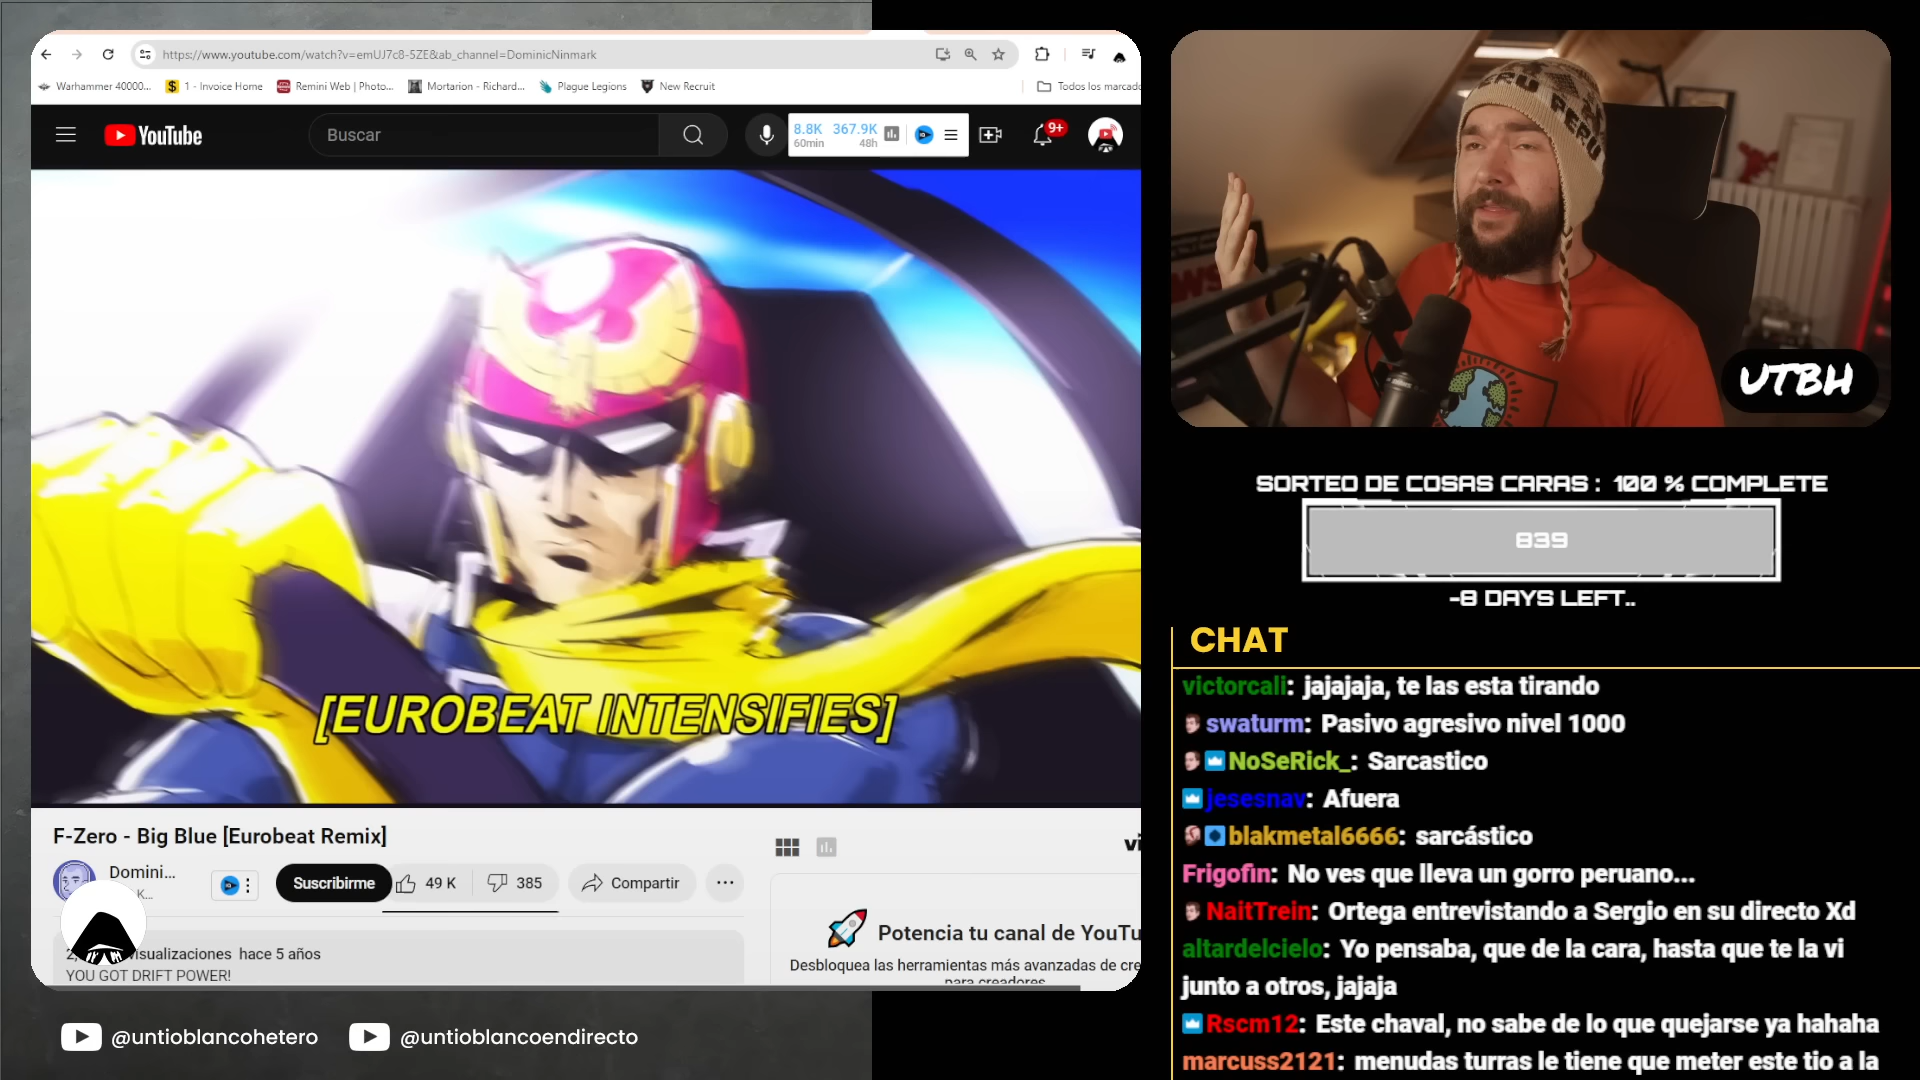 https://www.youtube.com/watch?v=emUJ7c8-5ZE&ab_channel=DominicNinmark
Warhammer 40000... 1 - Invoice Home Remini Web | Photo... Mortarion - Richard... Plague Legions New Recruit Todos los marcado
YouTube
Buscar
8.8K 367.9K
60min 48h
9+
PERU PERU
UTBH
[EUROBEAT INTENSIFIES]
F-Zero - Big Blue [Eurobeat Remix]
Domini...
K...
Suscribirme
49 K
385
Compartir
...
2, visualizaciones hace 5 años
YOU GOT DRIFT POWER!
Potencia tu canal de YouTu
Desbloquea las herramientas más avanzadas de cre
para creadores
@untioblancohetero @untioblancoendirecto
SORTEO DE COSAS CARAS : 100 % COMPLETE
839
-8 DAYS LEFT..
CHAT
victorcali: jajajaja, te las esta tirando
swaturm: Pasivo agresivo nivel 1000
NoSeRick_: Sarcastico
jesesnav: Afuera
blakmetal6666: sarcástico
Frigofin: No ves que lleva un gorro peruano...
NaitTrein: Ortega entrevistando a Sergio en su directo Xd
altardelcielo: Yo pensaba, que de la cara, hasta que te la vi
junto a otros, jajaja
Rscm12: Este chaval, no sabe de lo que quejarse ya hahaha
marcuss2121: menudas turras le tiene que meter este tio a la